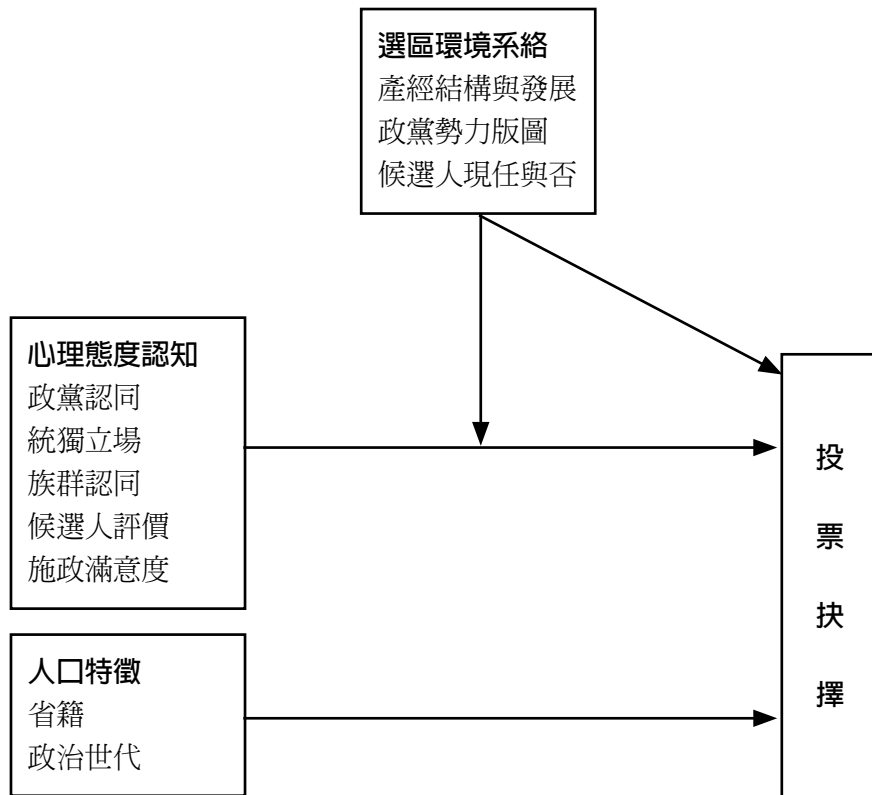 選區環境系絡
產經結構與發展
政黨勢力版圖
候選人現任與否
心理態度認知
政黨認同
統獨立場
族群認同
候選人評價
施政滿意度
人口特徵
省籍
政治世代
投
票
抉
擇